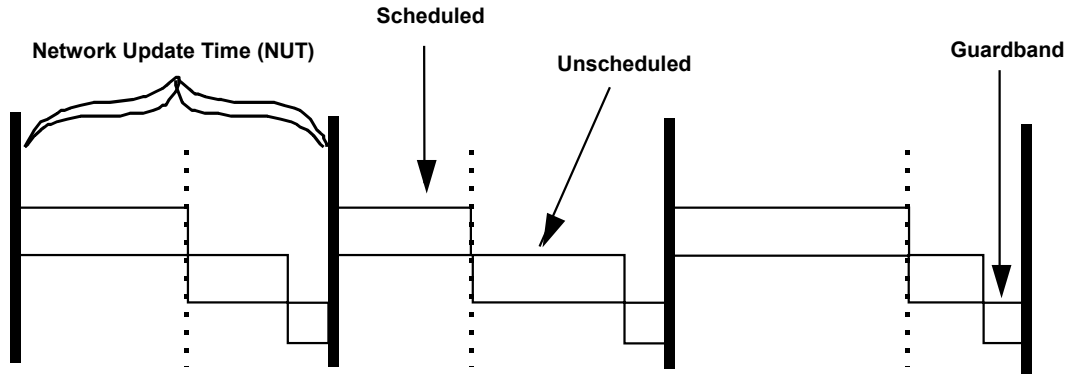 Scheduled
Network Update Time (NUT)
Unscheduled
Guardband